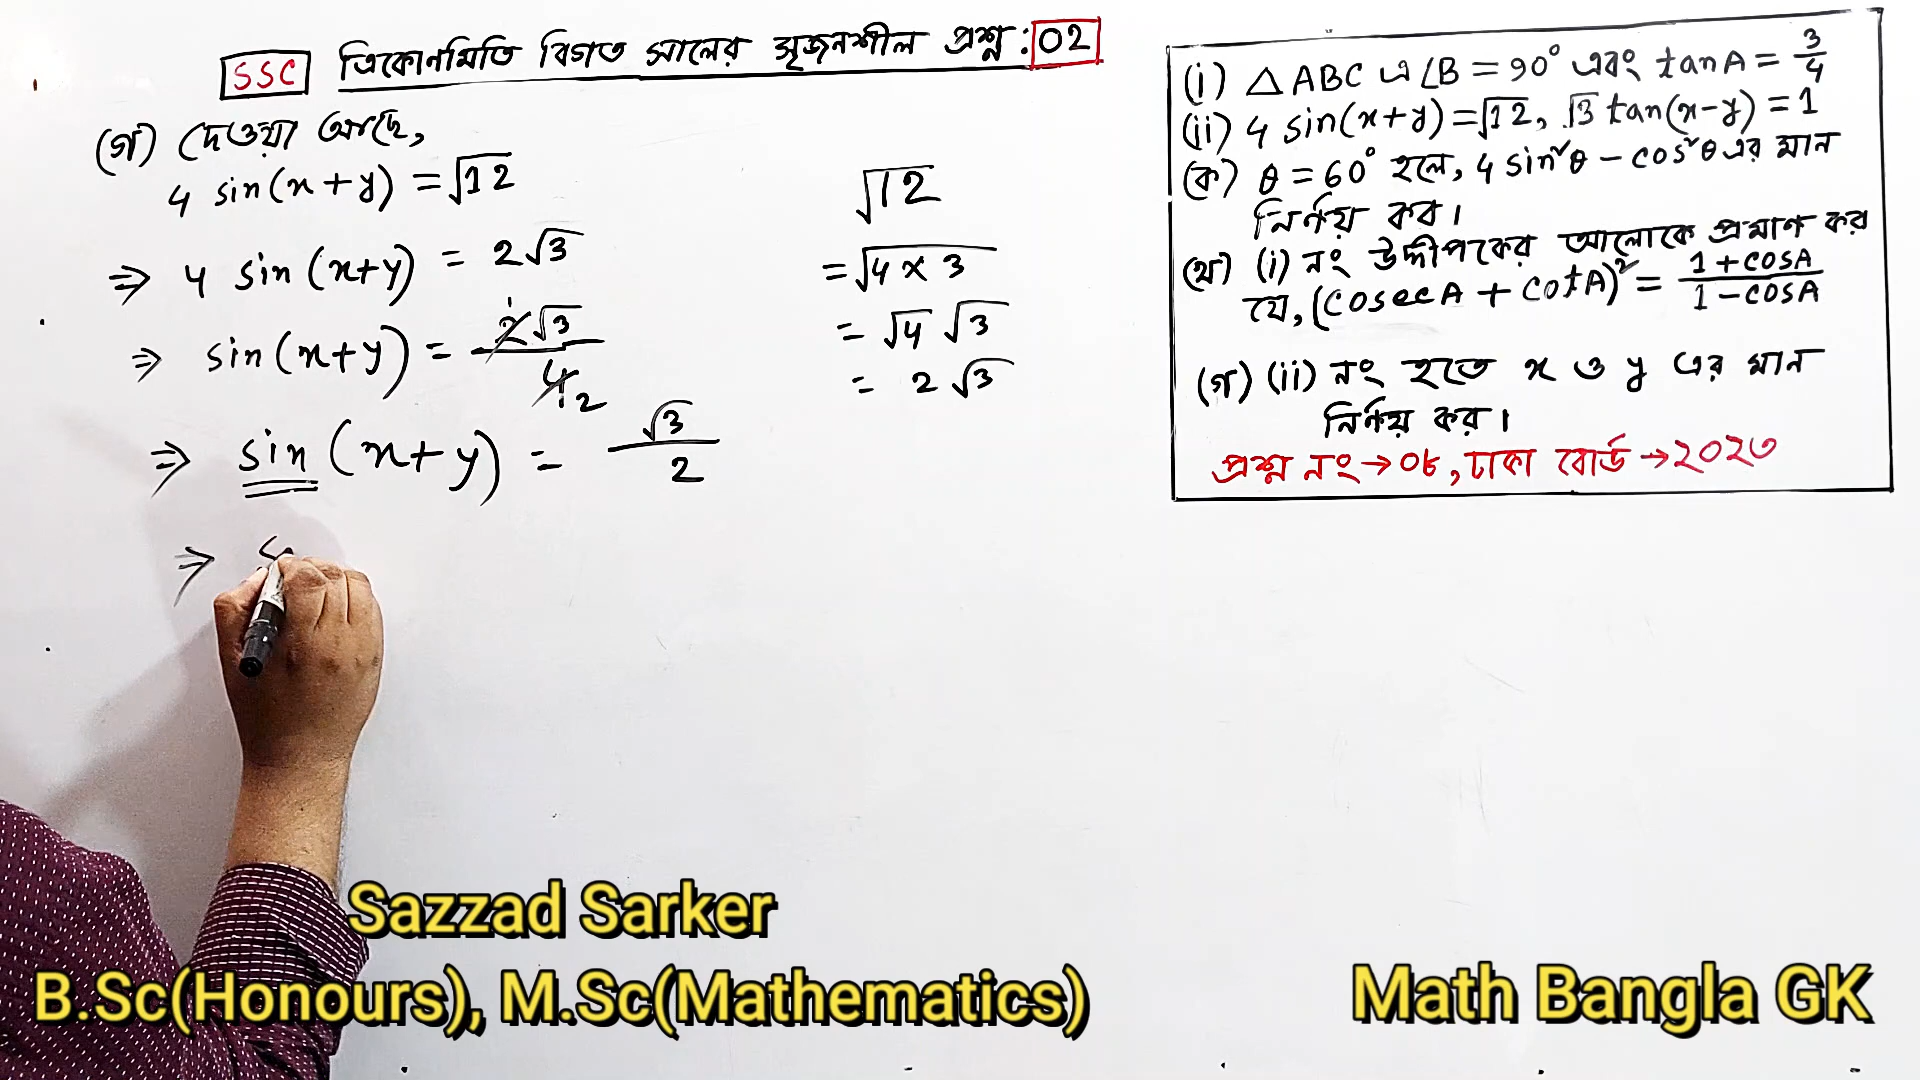 SSC ত্রিকোণমিতি বিগত সালের সৃজনশীল প্রশ্ন: 02
(গ) দেওয়া আছে,
4 sin(x+y) = √12
⇒ 4 sin(x+y) = 2√3
⇒ sin(x+y) = 2√3 / 4 1 2
⇒ sin(x+y) = √3 / 2
⇒
√12
= √4 × 3
= √4 √3
= 2√3
(i) △ABC এ ∠B = 90° এবং tanA = 3/4
(ii) 4 sin(x+y) = √12, √3 tan(x-y) = 1
(ক) θ = 60° হলে, 4 sin²θ - cos²θ এর মান
নির্ণয় কর।
(খ) (i) নং উদ্দীপকের আলোকে প্রমাণ কর
যে, (cosecA + cotA)² = 1+cosA / 1-cosA
(গ) (ii) নং হতে x ও y এর মান
নির্ণয় কর।
প্রশ্ন নং→০৮, ঢাকা বোর্ড→২০২৩
Sazzad Sarker
B.Sc(Honours), M.Sc(Mathematics)
Math Bangla GK